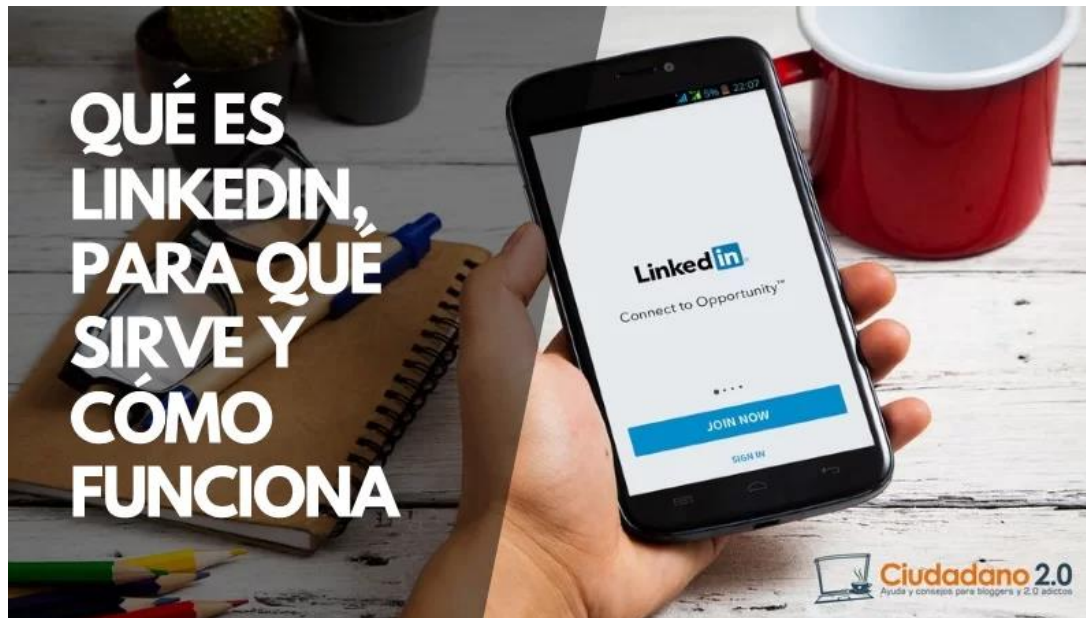 QUÉ ES
LINKEDIN,
PARA QUÉ
SIRVE Y
CÓMO
FUNCIONA
5% 22:07
Linked in
Connect to Opportunity™
JOIN NOW
SIGN IN
Ciudadano 2.0
Ayuda y consejos para bloggers y 2.0 adictos